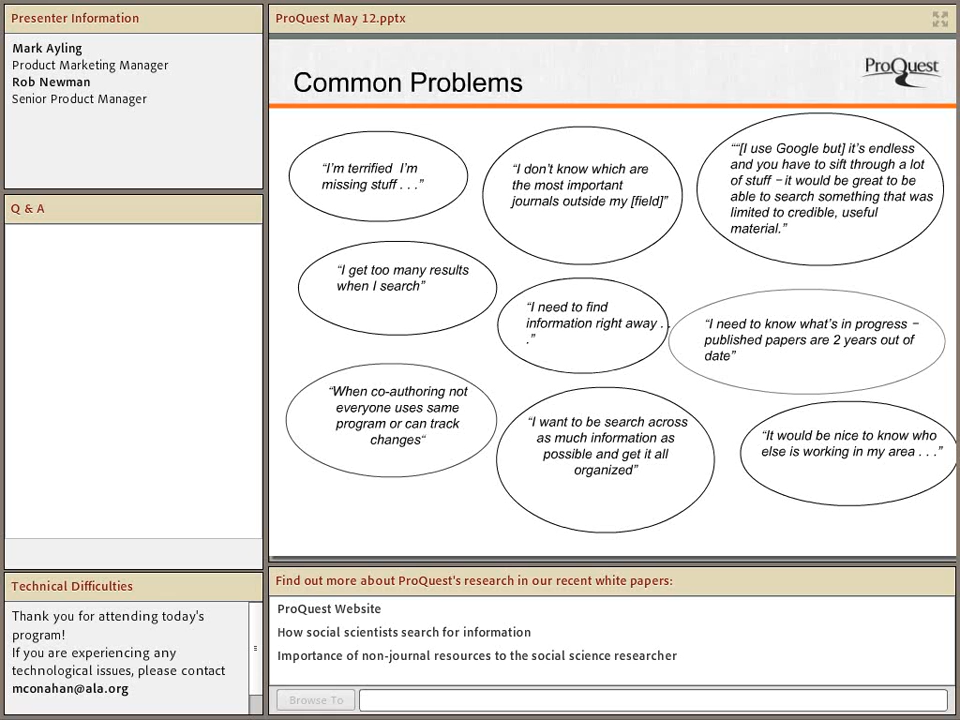 Presenter Information
Mark Ayling
Product Marketing Manager
Rob Newman
Senior Product Manager
Q & A
Technical Difficulties
Thank you for attending today's
program!
If you are experiencing any
technological issues, please contact
mconahan@ala.org
ProQuest May 12.pptx
ProQuest
Common Problems
“I’m terrified I’m
missing stuff . . .”
“I don’t know which are
the most important
journals outside my [field]”
““[I use Google but] it’s endless
and you have to sift through a lot
of stuff – it would be great to be
able to search something that was
limited to credible, useful
material.”
“I get too many results
when I search”
“I need to find
information right away . .
.”
“I need to know what’s in progress –
published papers are 2 years out of
date”
“When co-authoring not
everyone uses same
program or can track
changes“
“I want to be search across
as much information as
possible and get it all
organized”
“It would be nice to know who
else is working in my area . . .”
Find out more about ProQuest's research in our recent white papers:
ProQuest Website
How social scientists search for information
Importance of non-journal resources to the social science researcher
Browse To